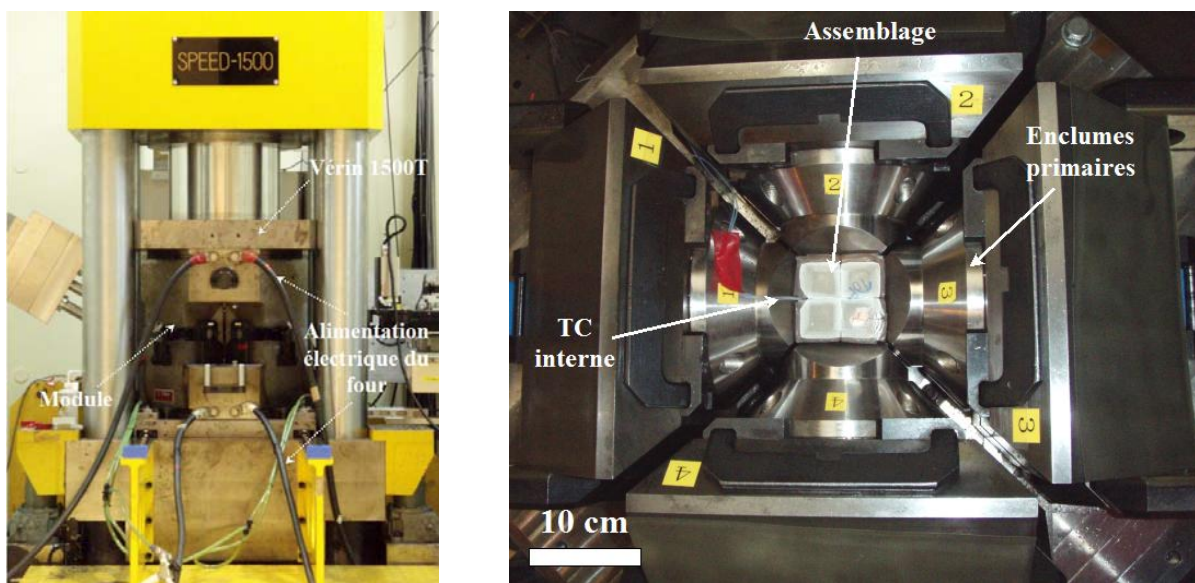 SPEED-1500
Vérin 1500T
Alimentation
électrique du
four
Module
Assemblage
Enclumes
primaires
TC
interne
1
2
2
1
3
4
3
4
10 cm